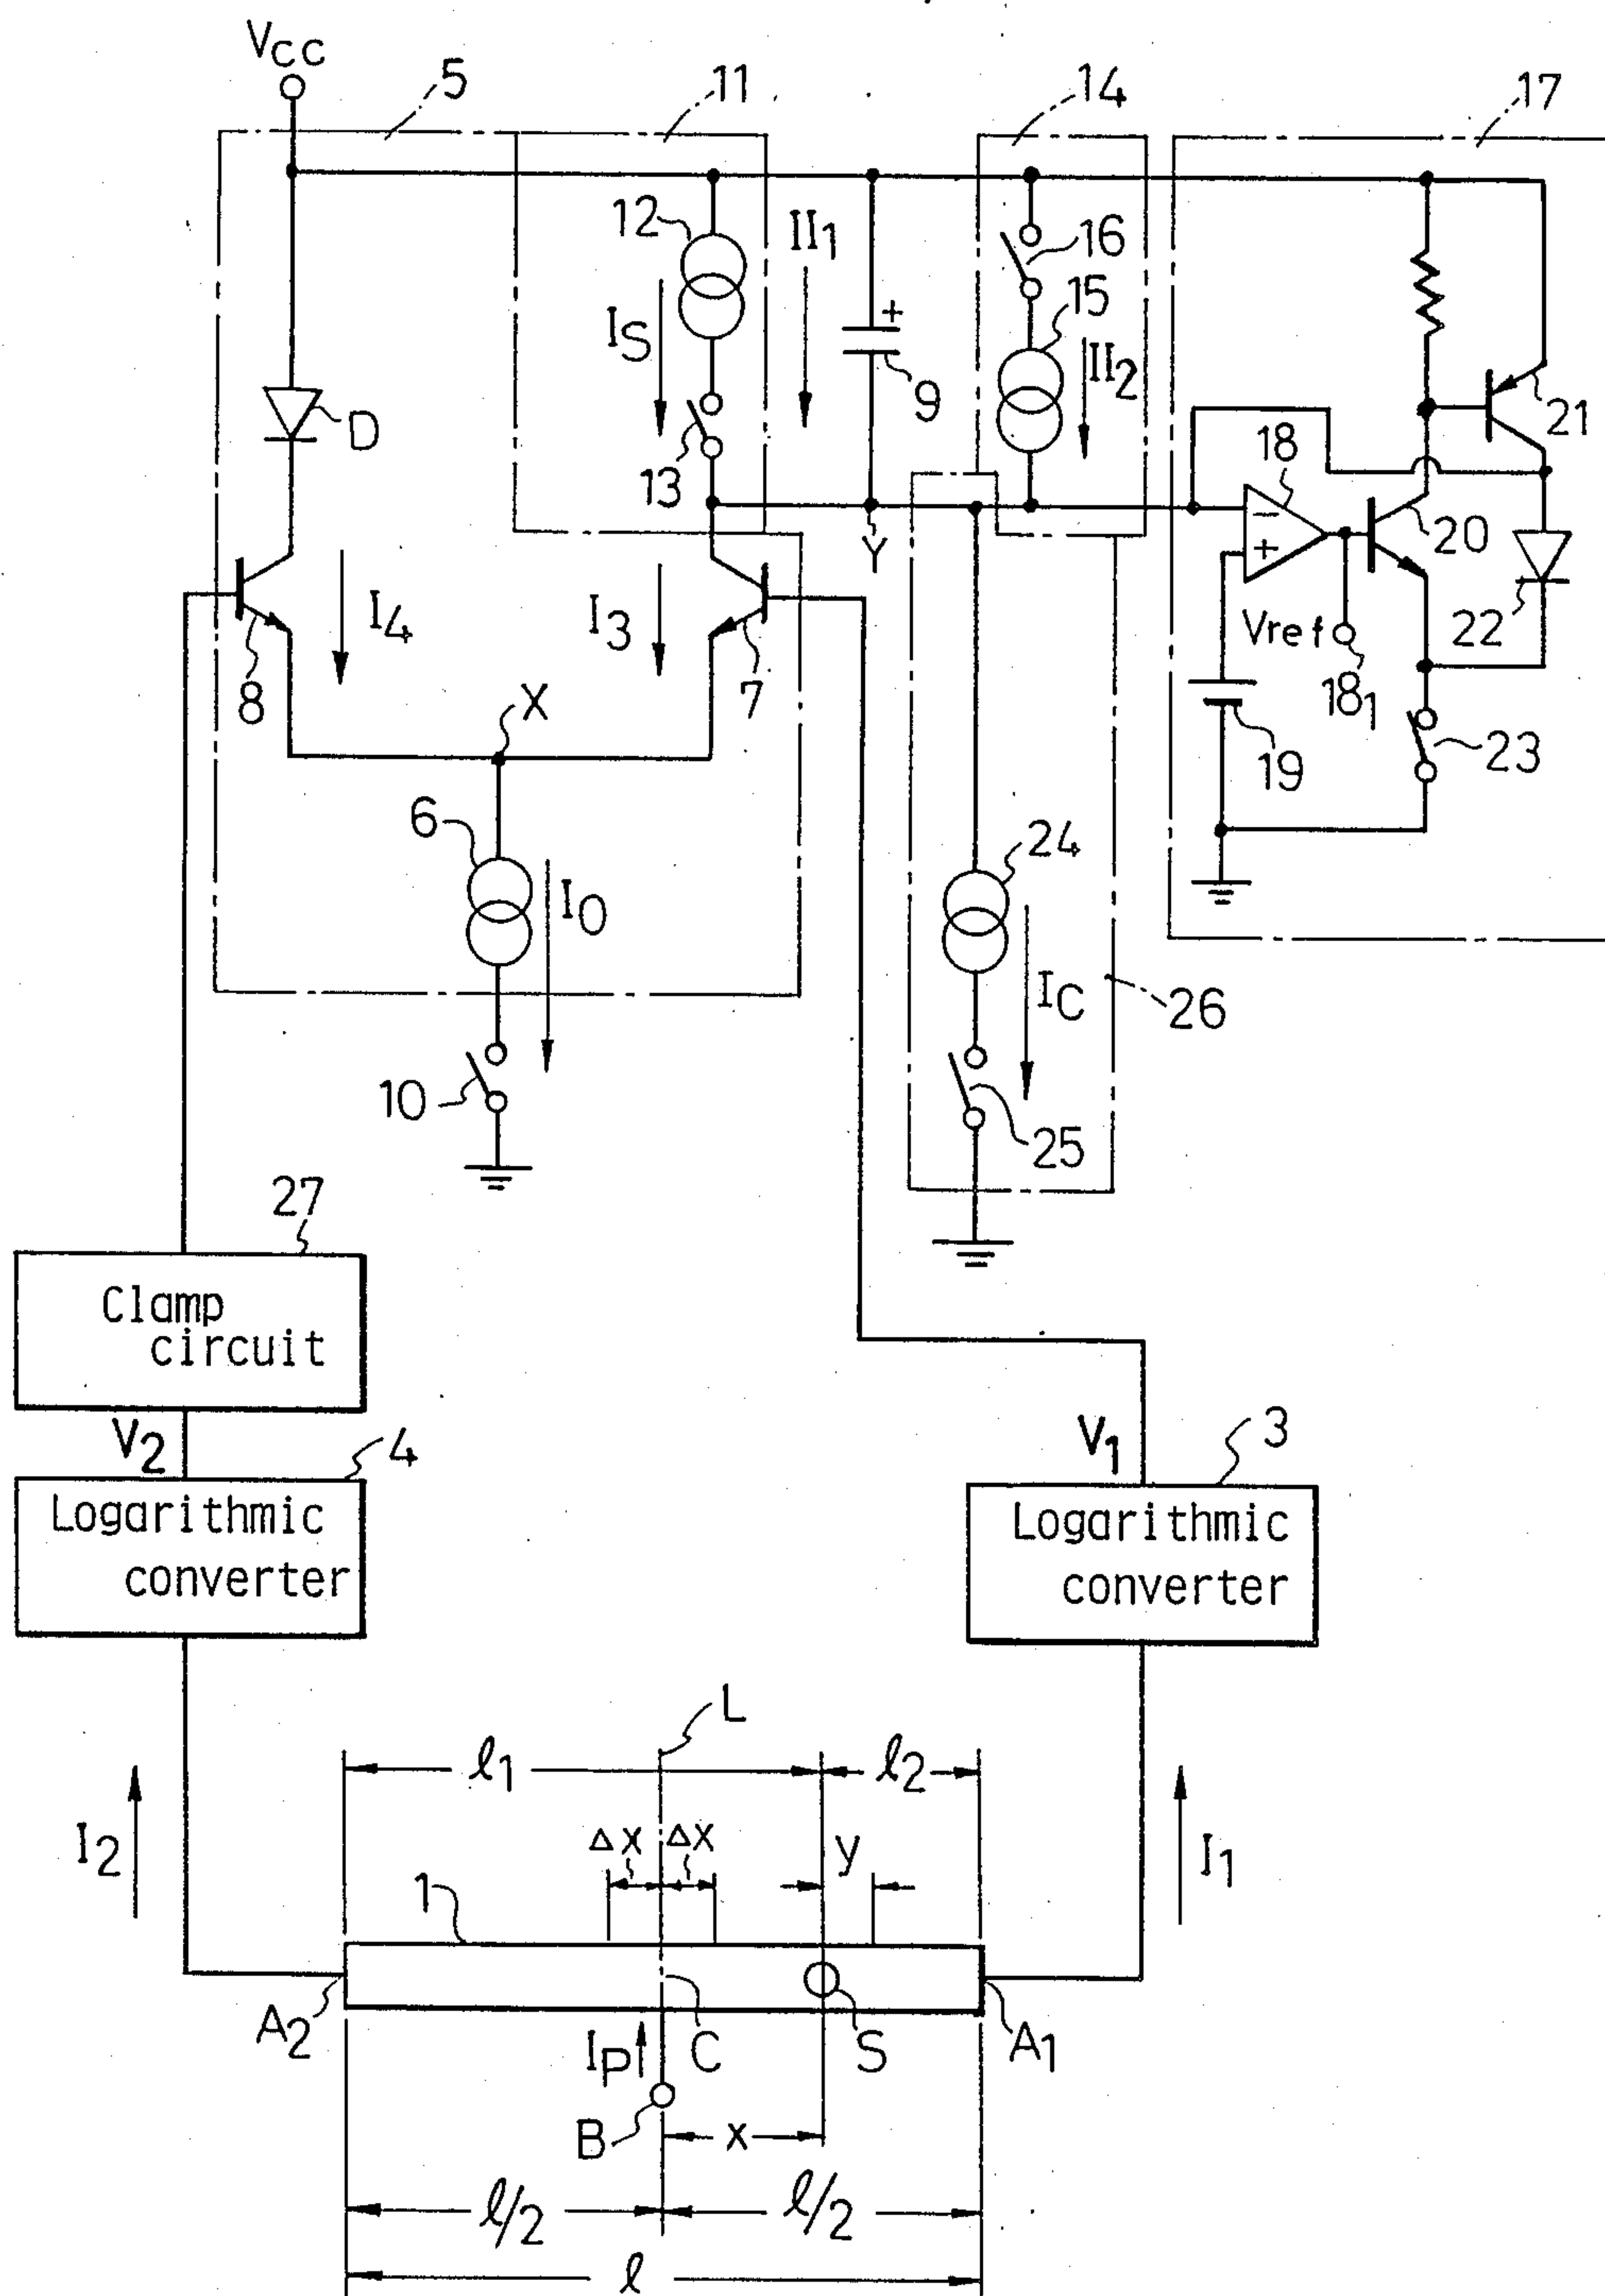 VCC
5
11
14
17
12
II1
16
IS
+
15
II2
D
9
21
13
18
−
20
+
Y
I4
I3
Vref
22
8
7
181
X
23
19
6
IO
24
IC
26
10
25
27
Clamp
circuit
V2
4
V1
3
Logarithmic
converter
Logarithmic
converter
L
ℓ1
ℓ2
I2
Δx
Δx
y
I1
1
A2
IP
C
S
A1
B
x
ℓ/2
ℓ/2
ℓ